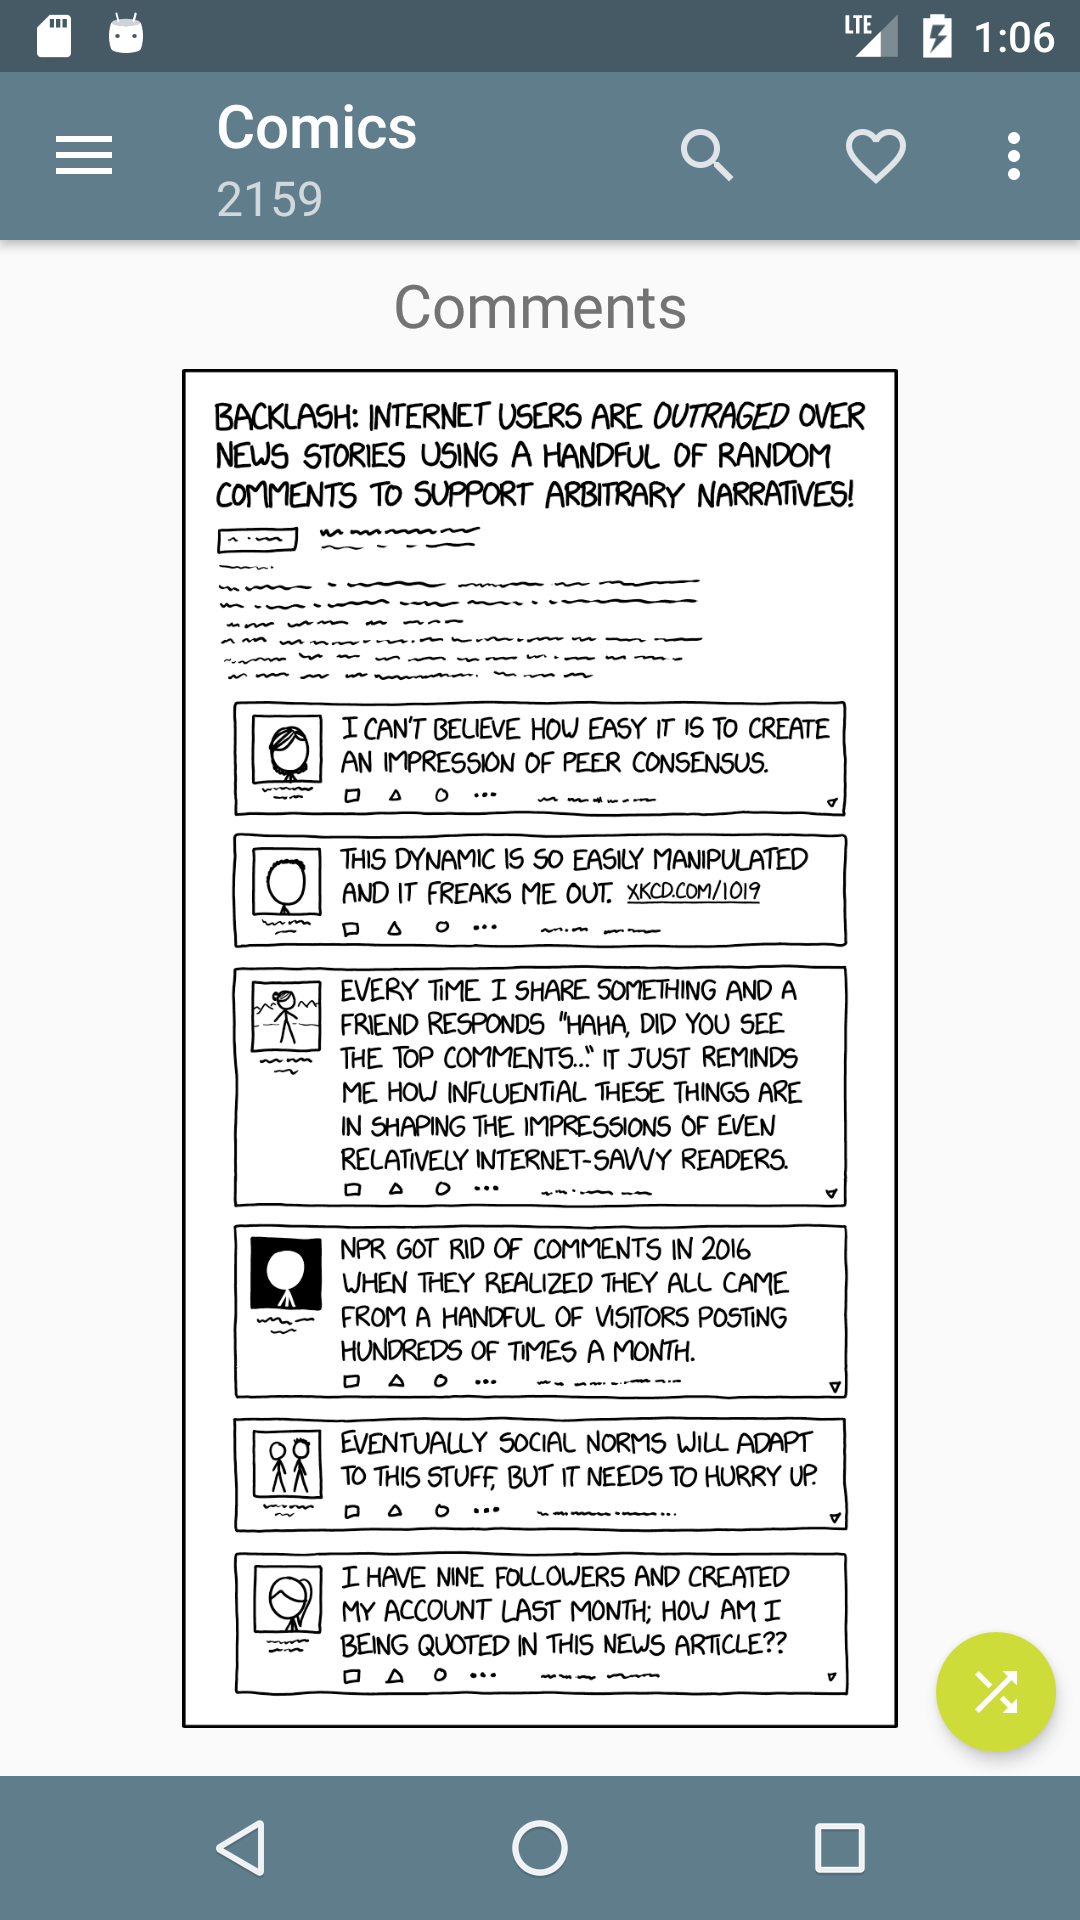 LTE 1:06
Comics
2159
Comments
BACKLASH: INTERNET USERS ARE OUTRAGED OVER
NEWS STORIES USING A HANDFUL OF RANDOM
COMMENTS TO SUPPORT ARBITRARY NARRATIVES!
I CAN'T BELIEVE HOW EASY IT IS TO CREATE
AN IMPRESSION OF PEER CONSENSUS.
THIS DYNAMIC IS SO EASILY MANIPULATED
AND IT FREAKS ME OUT. XKCD.COM/1019
EVERY TIME I SHARE SOMETHING AND A
FRIEND RESPONDS "HAHA, DID YOU SEE
THE TOP COMMENTS..." IT JUST REMINDS
ME HOW INFLUENTIAL THESE THINGS ARE
IN SHAPING THE IMPRESSIONS OF EVEN
RELATIVELY INTERNET-SAVVY READERS.
NPR GOT RID OF COMMENTS IN 2016
WHEN THEY REALIZED THEY ALL CAME
FROM A HANDFUL OF VISITORS POSTING
HUNDREDS OF TIMES A MONTH.
EVENTUALLY SOCIAL NORMS WILL ADAPT
TO THIS STUFF, BUT IT NEEDS TO HURRY UP.
I HAVE NINE FOLLOWERS AND CREATED
MY ACCOUNT LAST MONTH; HOW AM I
BEING QUOTED IN THIS NEWS ARTICLE??